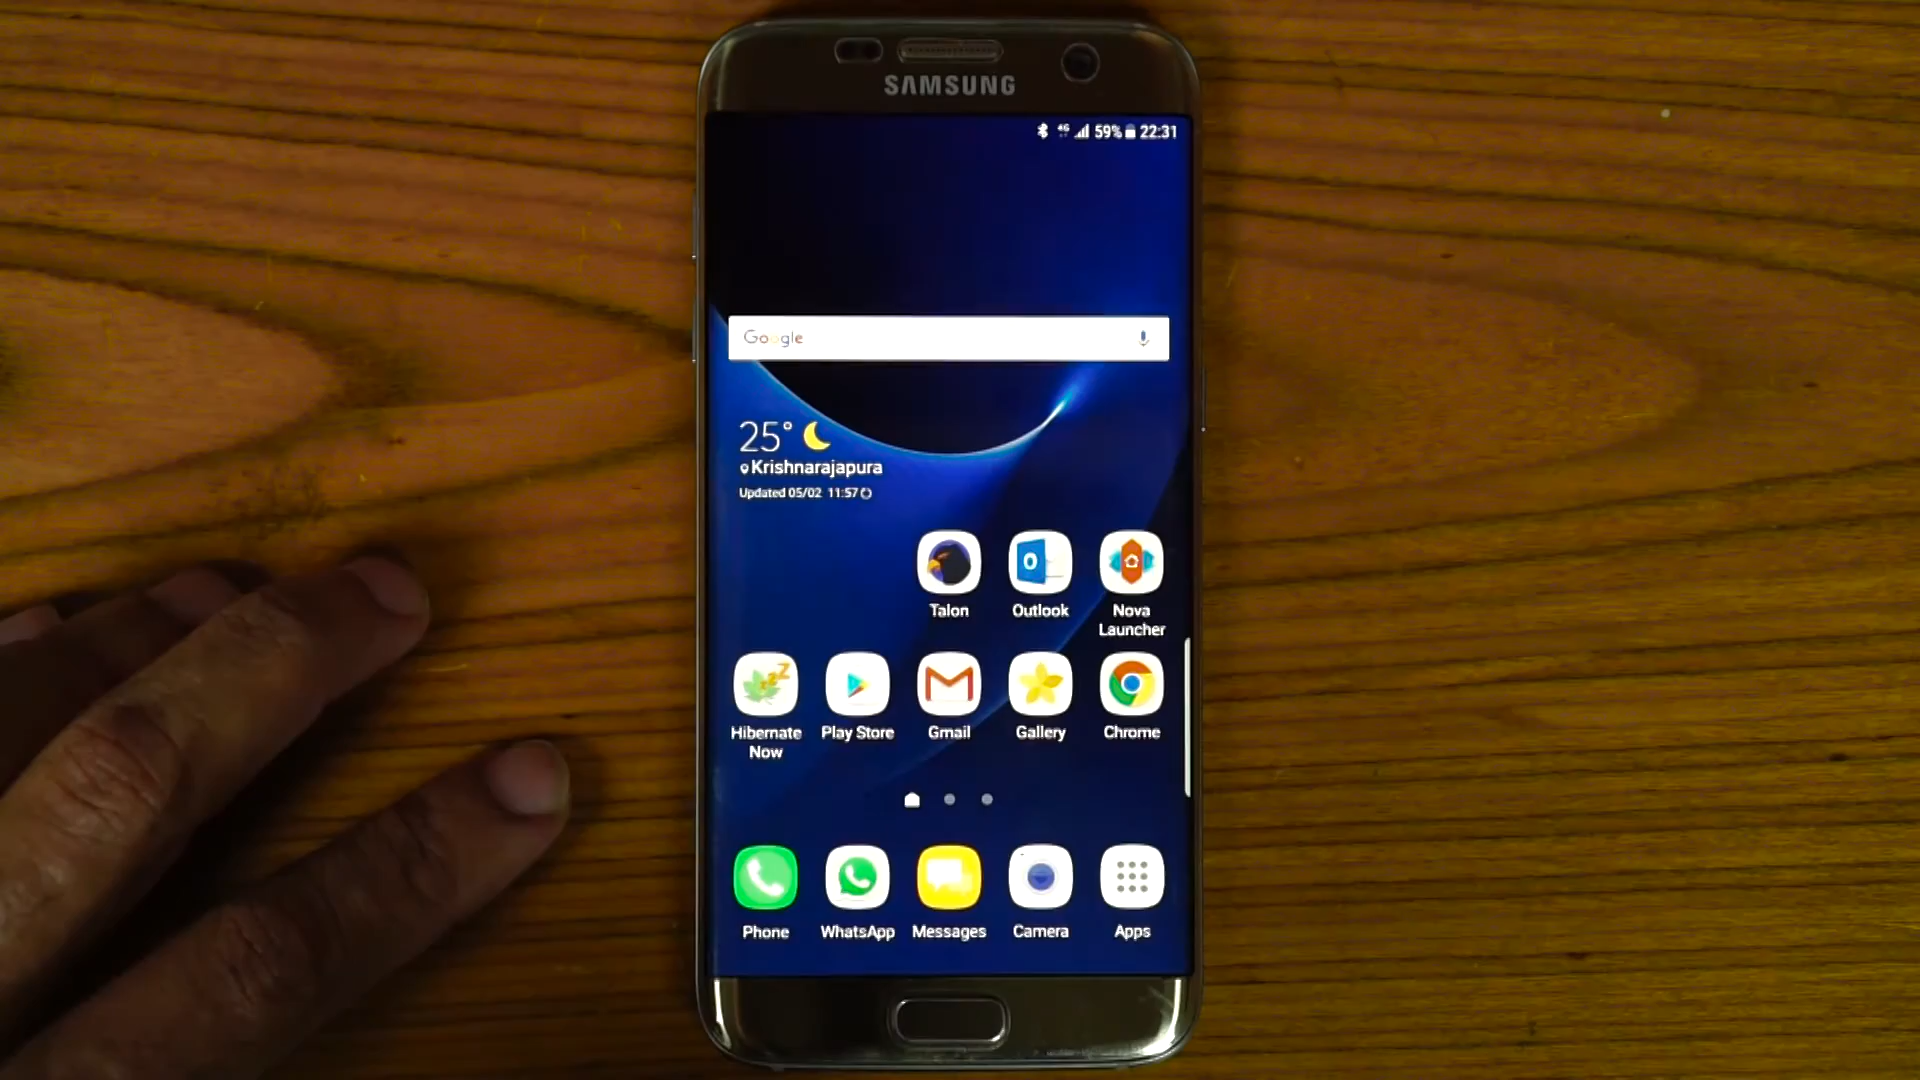 SAMSUNG
4G 59% 22:31
Google
25°
Krishnarajapura
Updated 05/02 11:57
Talon
Outlook
Nova
Launcher
Hibernate
Now
Play Store
Gmail
Gallery
Chrome
Phone
WhatsApp
Messages
Camera
Apps